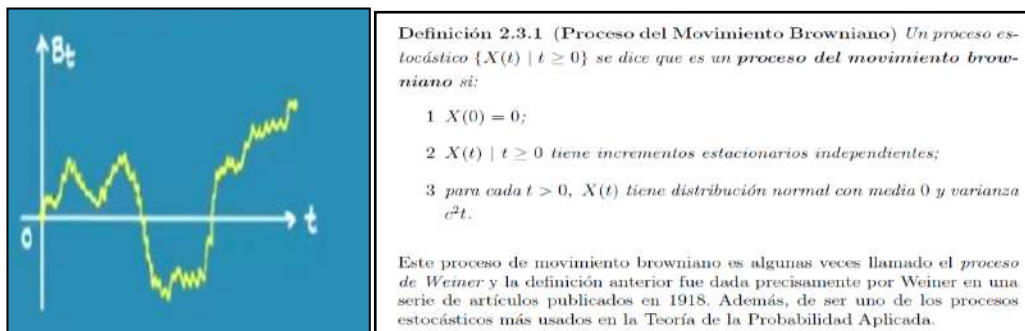 Bt
t
0
Definición 2.3.1 (Proceso del Movimiento Browniano) Un proceso es-
tocástico {X(t) | t ≥ 0} se dice que es un proceso del movimiento brow-
niano si:
1 X(0) = 0;
2 X(t) | t ≥ 0 tiene incrementos estacionarios independientes;
3 para cada t > 0, X(t) tiene distribución normal con media 0 y varianza
c²t.
Este proceso de movimiento browniano es algunas veces llamado el proceso
de Weiner y la definición anterior fue dada precisamente por Weiner en una
serie de artículos publicados en 1918. Además, de ser uno de los procesos
estocásticos más usados en la Teoría de la Probabilidad Aplicada.